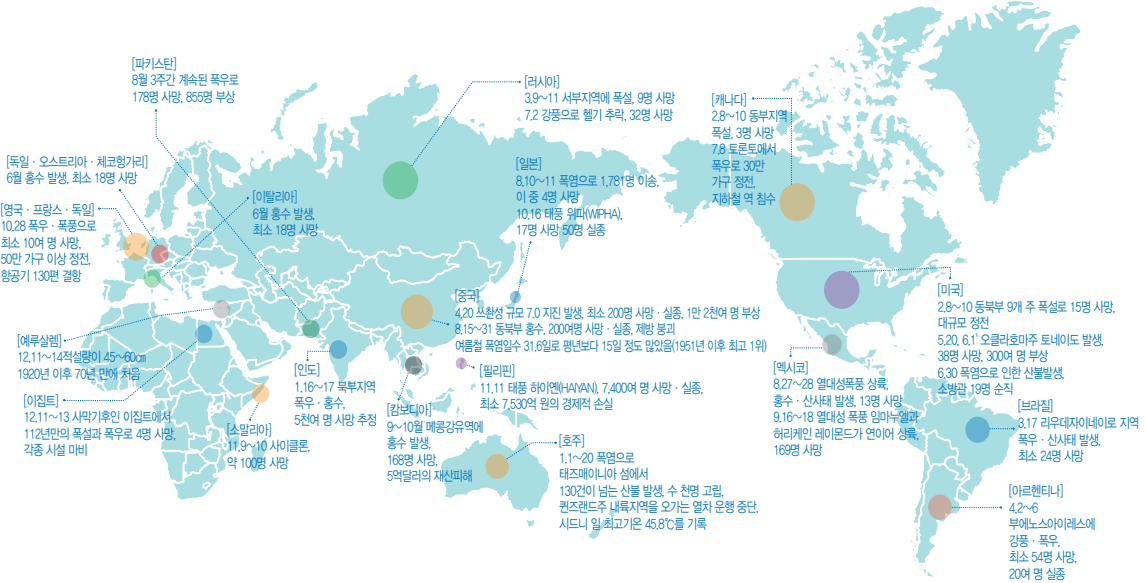 [파키스탄]
8월 3주간 계속된 폭우로
178명 사망, 855명 부상
[독일 · 오스트리아 · 체코헝가리]
6월 홍수 발생, 최소 18명 사망
[영국 · 프랑스 · 독일]
10.28 폭우 · 폭풍으로
최소 10여 명 사망,
50만 가구 이상 정전,
항공기 130편 결항
[이탈리아]
6월 홍수 발생,
최소 18명 사망
[예루살렘]
12.11~14적설량이 45~60cm
1920년 이후 70년 만에 처음
[이집트]
12.11~13 사막기후인 이집트에서
112년만의 폭설과 폭우로 4명 사망,
각종 시설 마비
[소말리아]
11.9~10 사이클론,
약 100명 사망
[인도]
1.16~17 북부지역
폭우 · 홍수,
5천여 명 사망 추정
[러시아]
3.9~11 서부지역에 폭설, 9명 사망
7.2 강풍으로 헬기 추락, 32명 사망
[일본]
8.10~11 폭염으로 1,781명 이송,
이 중 4명 사망
10.16 태풍 위파(WIPHA),
17명 사망 50명 실종
[중국]
4.20 쓰촨성 규모 7.0 지진 발생, 최소 200명 사망 · 실종, 1만 2천여 명 부상
8.15~31 동북부 홍수, 200여명 사망 · 실종, 제방 붕괴
여름철 폭염일수 31.6일로 평년보다 15일 정도 많았음(1951년 이후 최고 1위)
[필리핀]
11.11 태풍 하이옌(HAIYAN), 7,400여 명 사망 · 실종,
최소 7,530억 원의 경제적 손실
[캄보디아]
9~10월 메콩강유역에
홍수 발생,
168명 사망,
5억달러의 재산피해
[호주]
1.1~20 폭염으로
태즈매이니아 섬에서
130건이 넘는 산불 발생, 수 천명 고립,
퀸즈랜드주 내륙지역을 오가는 열차 운행 중단,
시드니 일 최고기온 45.8℃를 기록
[캐나다]
2.8~10 동부지역
폭설, 3명 사망
7.8 토론토에서
폭우로 30만
가구 정전,
지하철 역 침수
[미국]
2.8~10 동북부 9개 주 폭설로 15명 사망,
대규모 정전
5.20, 6.1' 오클라호마주 토네이도 발생,
38명 사망, 300여 명 부상
6.30 폭염으로 인한 산불발생,
소방관 19명 순직
[멕시코]
8.27~28 열대성폭풍 상륙,
홍수 · 산사태 발생, 13명 사망
9.16~18 열대성 폭풍 임마누엘과
허리케인 레이몬드가 연이어 상륙,
169명 사망
[브라질]
3.17 리우데자이네이로 지역
폭우 · 산사태 발생,
최소 24명 사망
[아르헨티나]
4.2~6
부에노스아이레스에
강풍 · 폭우,
최소 54명 사망,
20여 명 실종